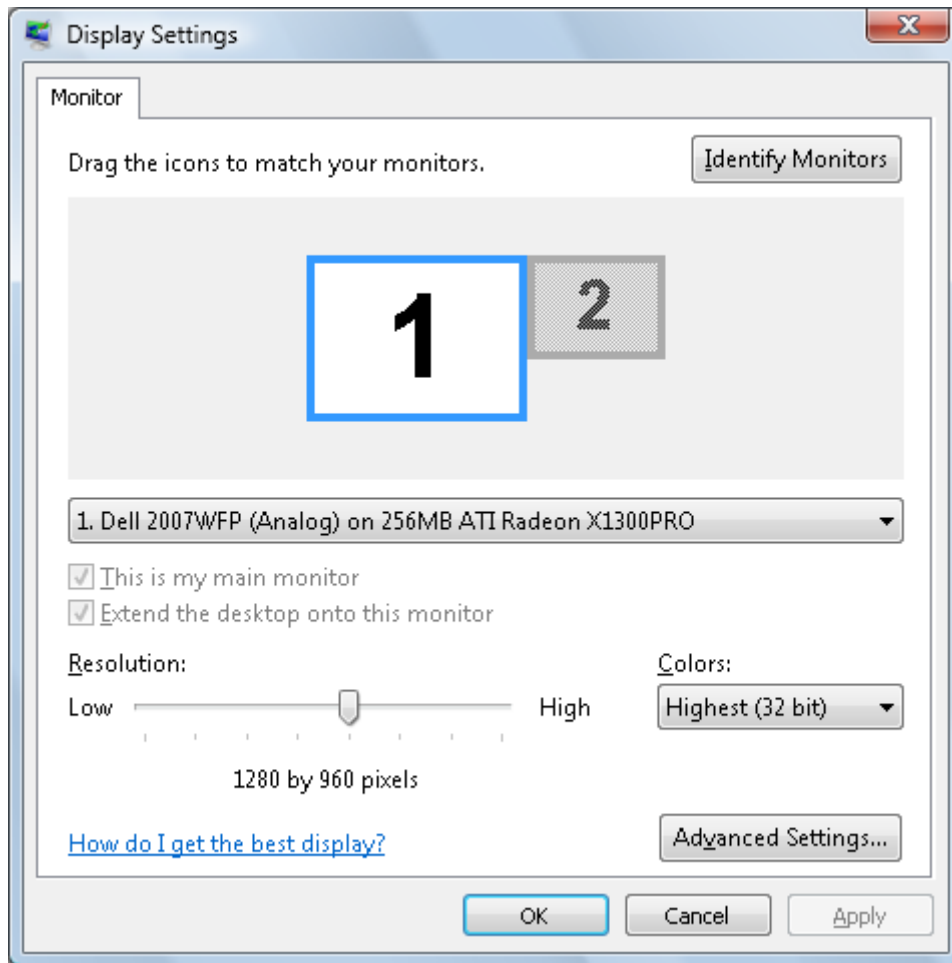 Display Settings
Monitor
Drag the icons to match your monitors.
Identify Monitors
1
2
1. Dell 2007WFP (Analog) on 256MB ATI Radeon X1300PRO
This is my main monitor
Extend the desktop onto this monitor
Resolution:
Colors:
Low
High
Highest (32 bit)
1280 by 960 pixels
How do I get the best display?
Advanced Settings...
OK
Cancel
Apply